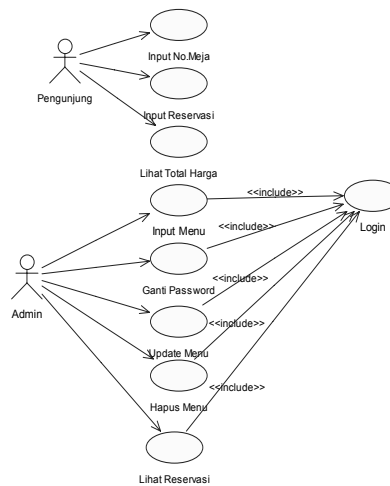 Input No.Meja
Pengunjung
Input Reservasi
Lihat Total Harga
<<include>>
Input Menu
<<include>>
Login
Ganti Password
<<include>>
Admin
Update Menu
<<include>>
Hapus Menu
<<include>>
Lihat Reservasi